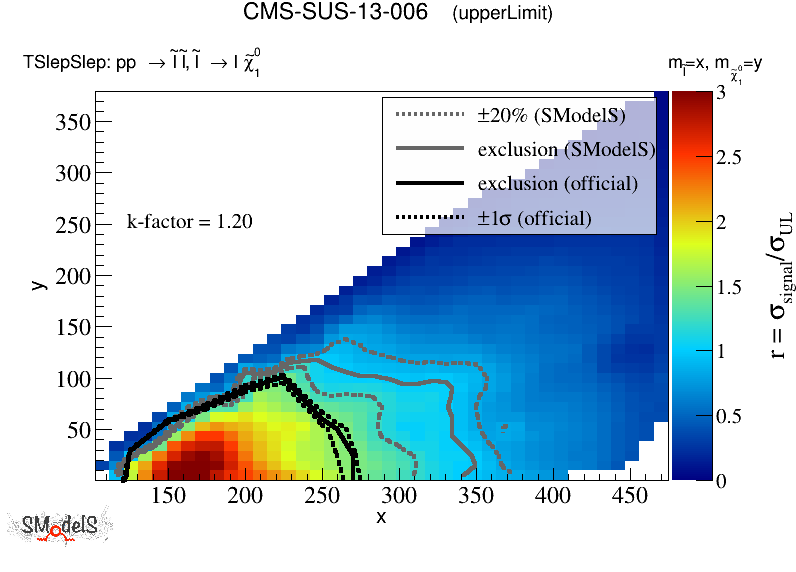 CMS-SUS-13-006 (upperLimit)
TSlepSlep: pp → l̃ l̃, l̃ → l χ̃₁⁰
m_l̃=x, m_χ̃₁⁰=y
±20% (SModelS)
exclusion (SModelS)
exclusion (official)
±1σ (official)
k-factor = 1.20
350
300
250
200
150
100
50
y
150 200 250 300 350 400 450
x
3
2.5
2
1.5
1
0.5
0
r = σ_signal/σ_UL
SModelS